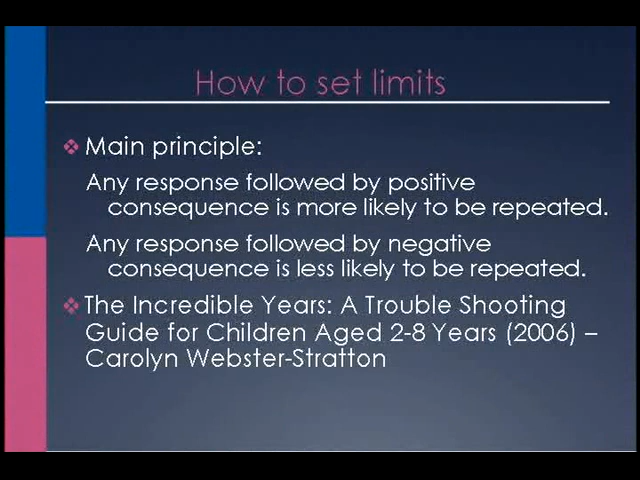 How to set limits
Main principle:
Any response followed by positive
consequence is more likely to be repeated.
Any response followed by negative
consequence is less likely to be repeated.
The Incredible Years: A Trouble Shooting
Guide for Children Aged 2-8 Years (2006) –
Carolyn Webster-Stratton